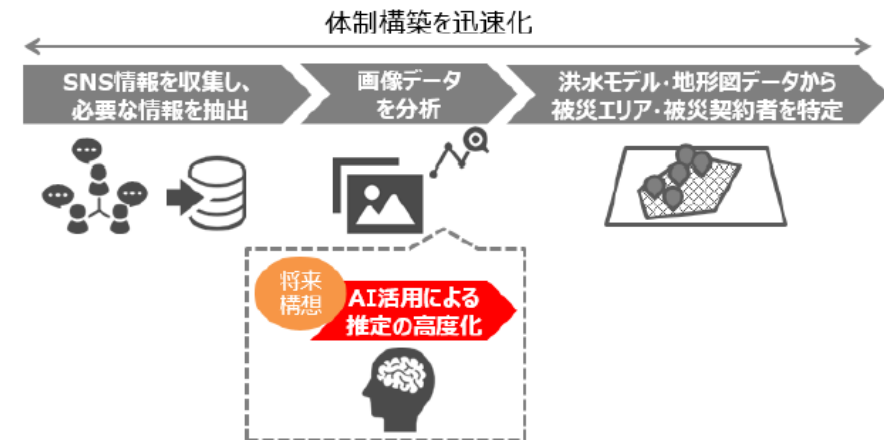 体制構築を迅速化
SNS情報を収集し、
必要な情報を抽出
画像データ
を分析
洪水モデル・地形図データから
被災エリア・被災契約者を特定
将来
構想
AI活用による
推定の高度化